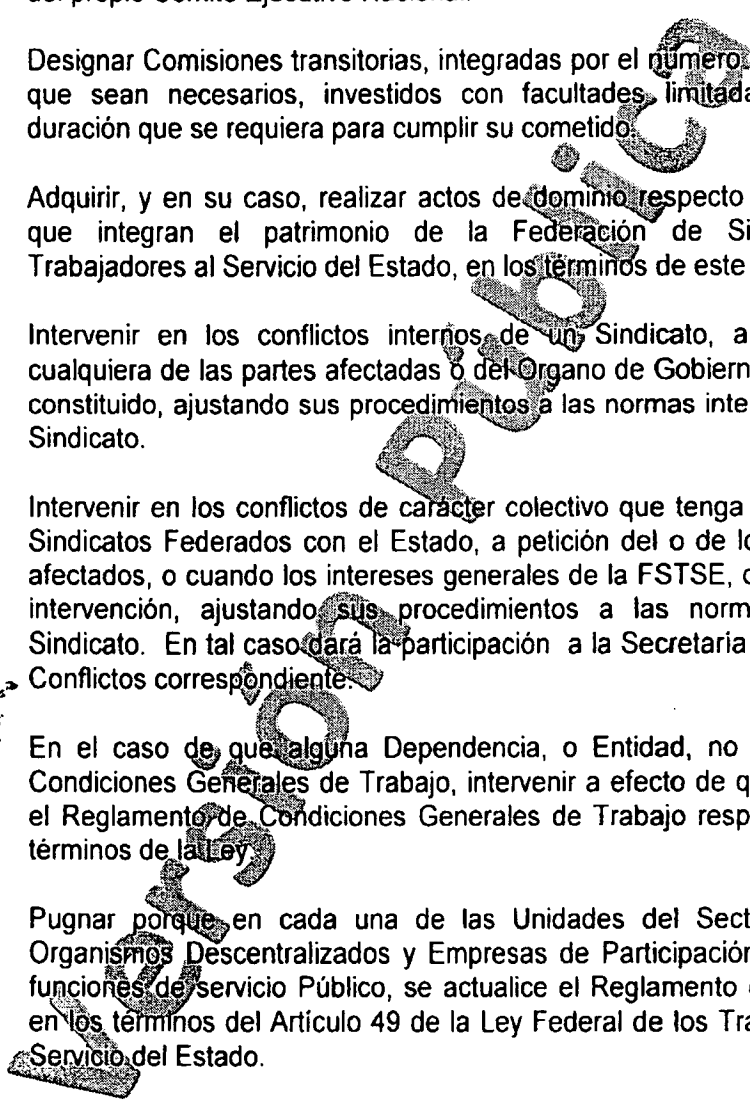 del propio Comité Ejecutivo Nacional.
Designar Comisiones transitorias, integradas por el número
que sean necesarios, investidos con facultades limitada
duración que se requiera para cumplir su cometido.
Adquirir, y en su caso, realizar actos de dominio respecto
que integran el patrimonio de la Federación de Si
Trabajadores al Servicio del Estado, en los términos de este
Intervenir en los conflictos internos de un Sindicato, a
cualquiera de las partes afectadas o del Organo de Gobiern
constituido, ajustando sus procedimientos a las normas inte
Sindicato.
Intervenir en los conflictos de carácter colectivo que tenga
Sindicatos Federados con el Estado, a petición del o de lo
afectados, o cuando los intereses generales de la FSTSE, c
intervención, ajustando sus procedimientos a las norm
Sindicato. En tal caso dará la participación a la Secretaria
Conflictos correspondiente.
En el caso de que alguna Dependencia, o Entidad, no
Condiciones Generales de Trabajo, intervenir a efecto de q
el Reglamento de Condiciones Generales de Trabajo resp
términos de la Ley.
Pugnar porque en cada una de las Unidades del Sect
Organismos Descentralizados y Empresas de Participación
funciones de servicio Público, se actualice el Reglamento
en los términos del Artículo 49 de la Ley Federal de los Tra
Servicio del Estado.
Versión Pública